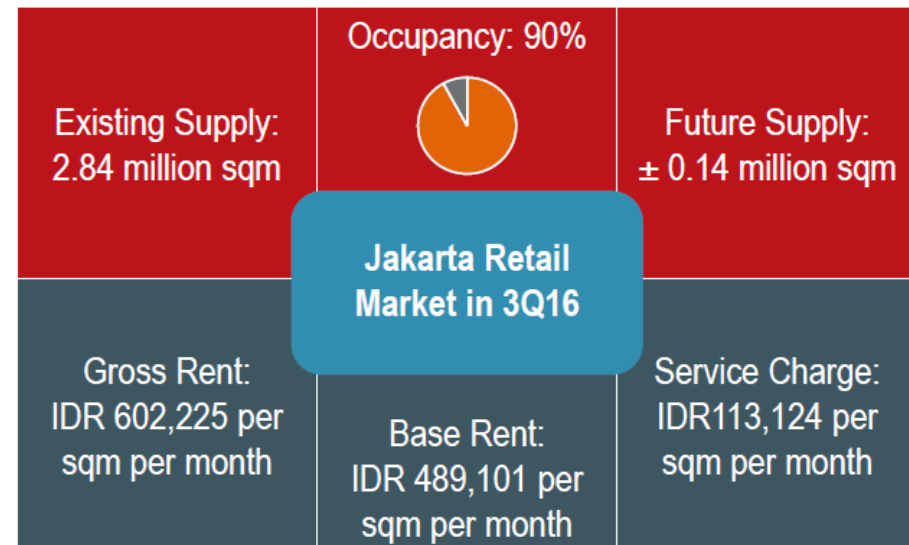 Occupancy: 90%
Existing Supply:
2.84 million sqm
Future Supply:
± 0.14 million sqm
Jakarta Retail
Market in 3Q16
Gross Rent:
IDR 602,225 per
sqm per month
Base Rent:
IDR 489,101 per
sqm per month
Service Charge:
IDR113,124 per
sqm per month